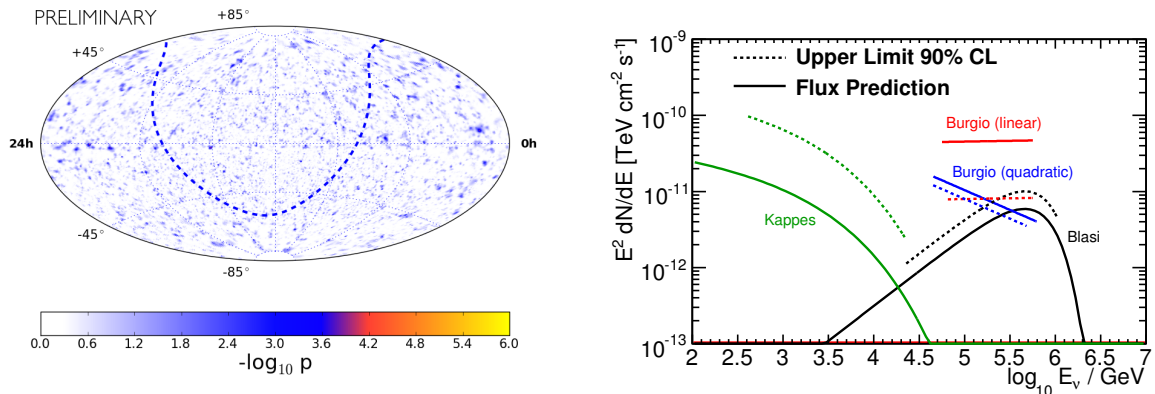 PRELIMINARY
+85°
+45°
24h
0h
-45°
-85°
0.0 0.6 1.2 1.8 2.4 3.0 3.6 4.2 4.8 5.4 6.0
-log10 p
E2 dN/dE [TeV cm-2 s-1]
10-9
10-10
10-11
10-12
10-13
Upper Limit 90% CL
Flux Prediction
Burgio (linear)
Burgio (quadratic)
Kappes
Blasi
2 2.5 3 3.5 4 4.5 5 5.5 6 6.5 7
log10 Eν / GeV